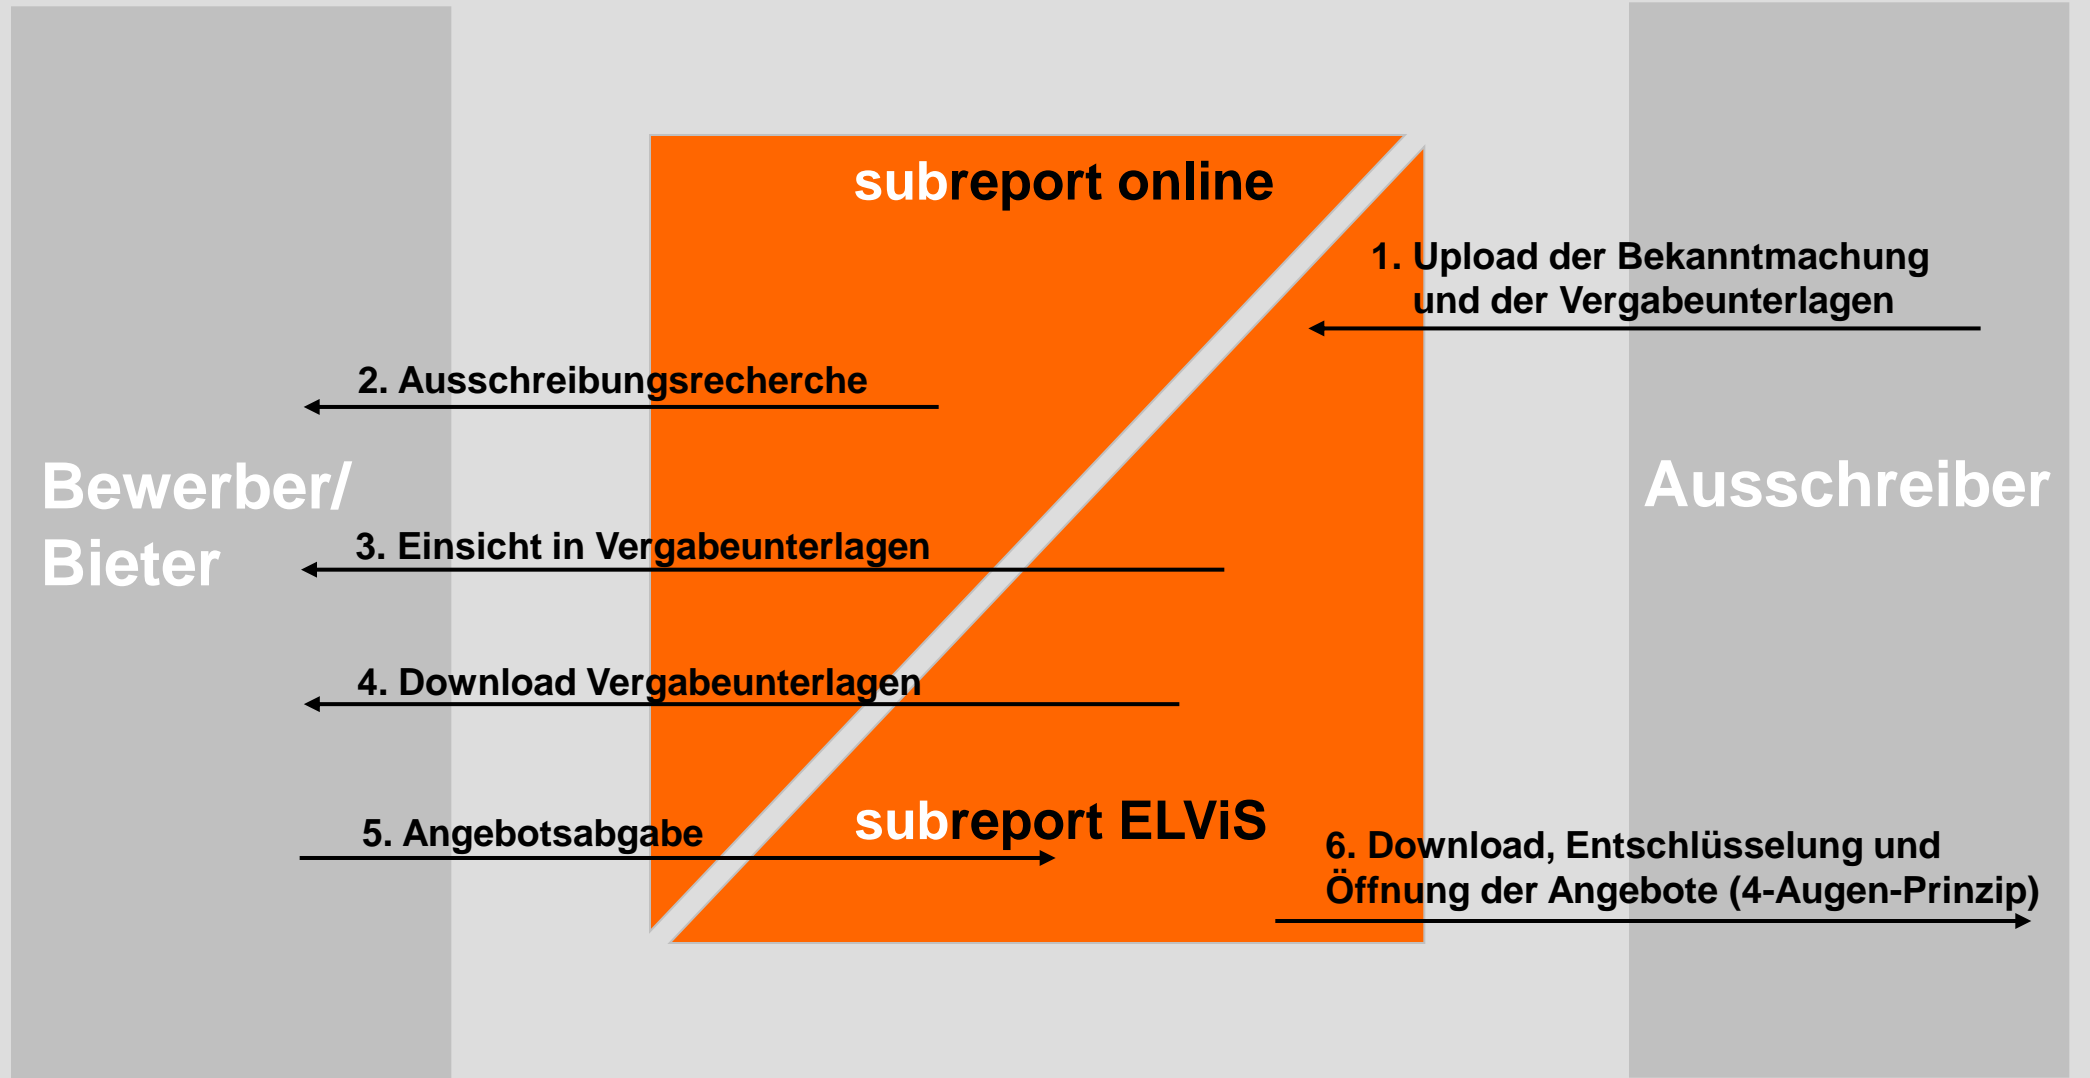 subreport online
1. Upload der Bekanntmachung
und der Vergabeunterlagen
2. Ausschreibungsrecherche
Bewerber/
Bieter
Ausschreiber
3. Einsicht in Vergabeunterlagen
4. Download Vergabeunterlagen
5. Angebotsabgabe
subreport ELViS
6. Download, Entschlüsselung und
Öffnung der Angebote (4-Augen-Prinzip)